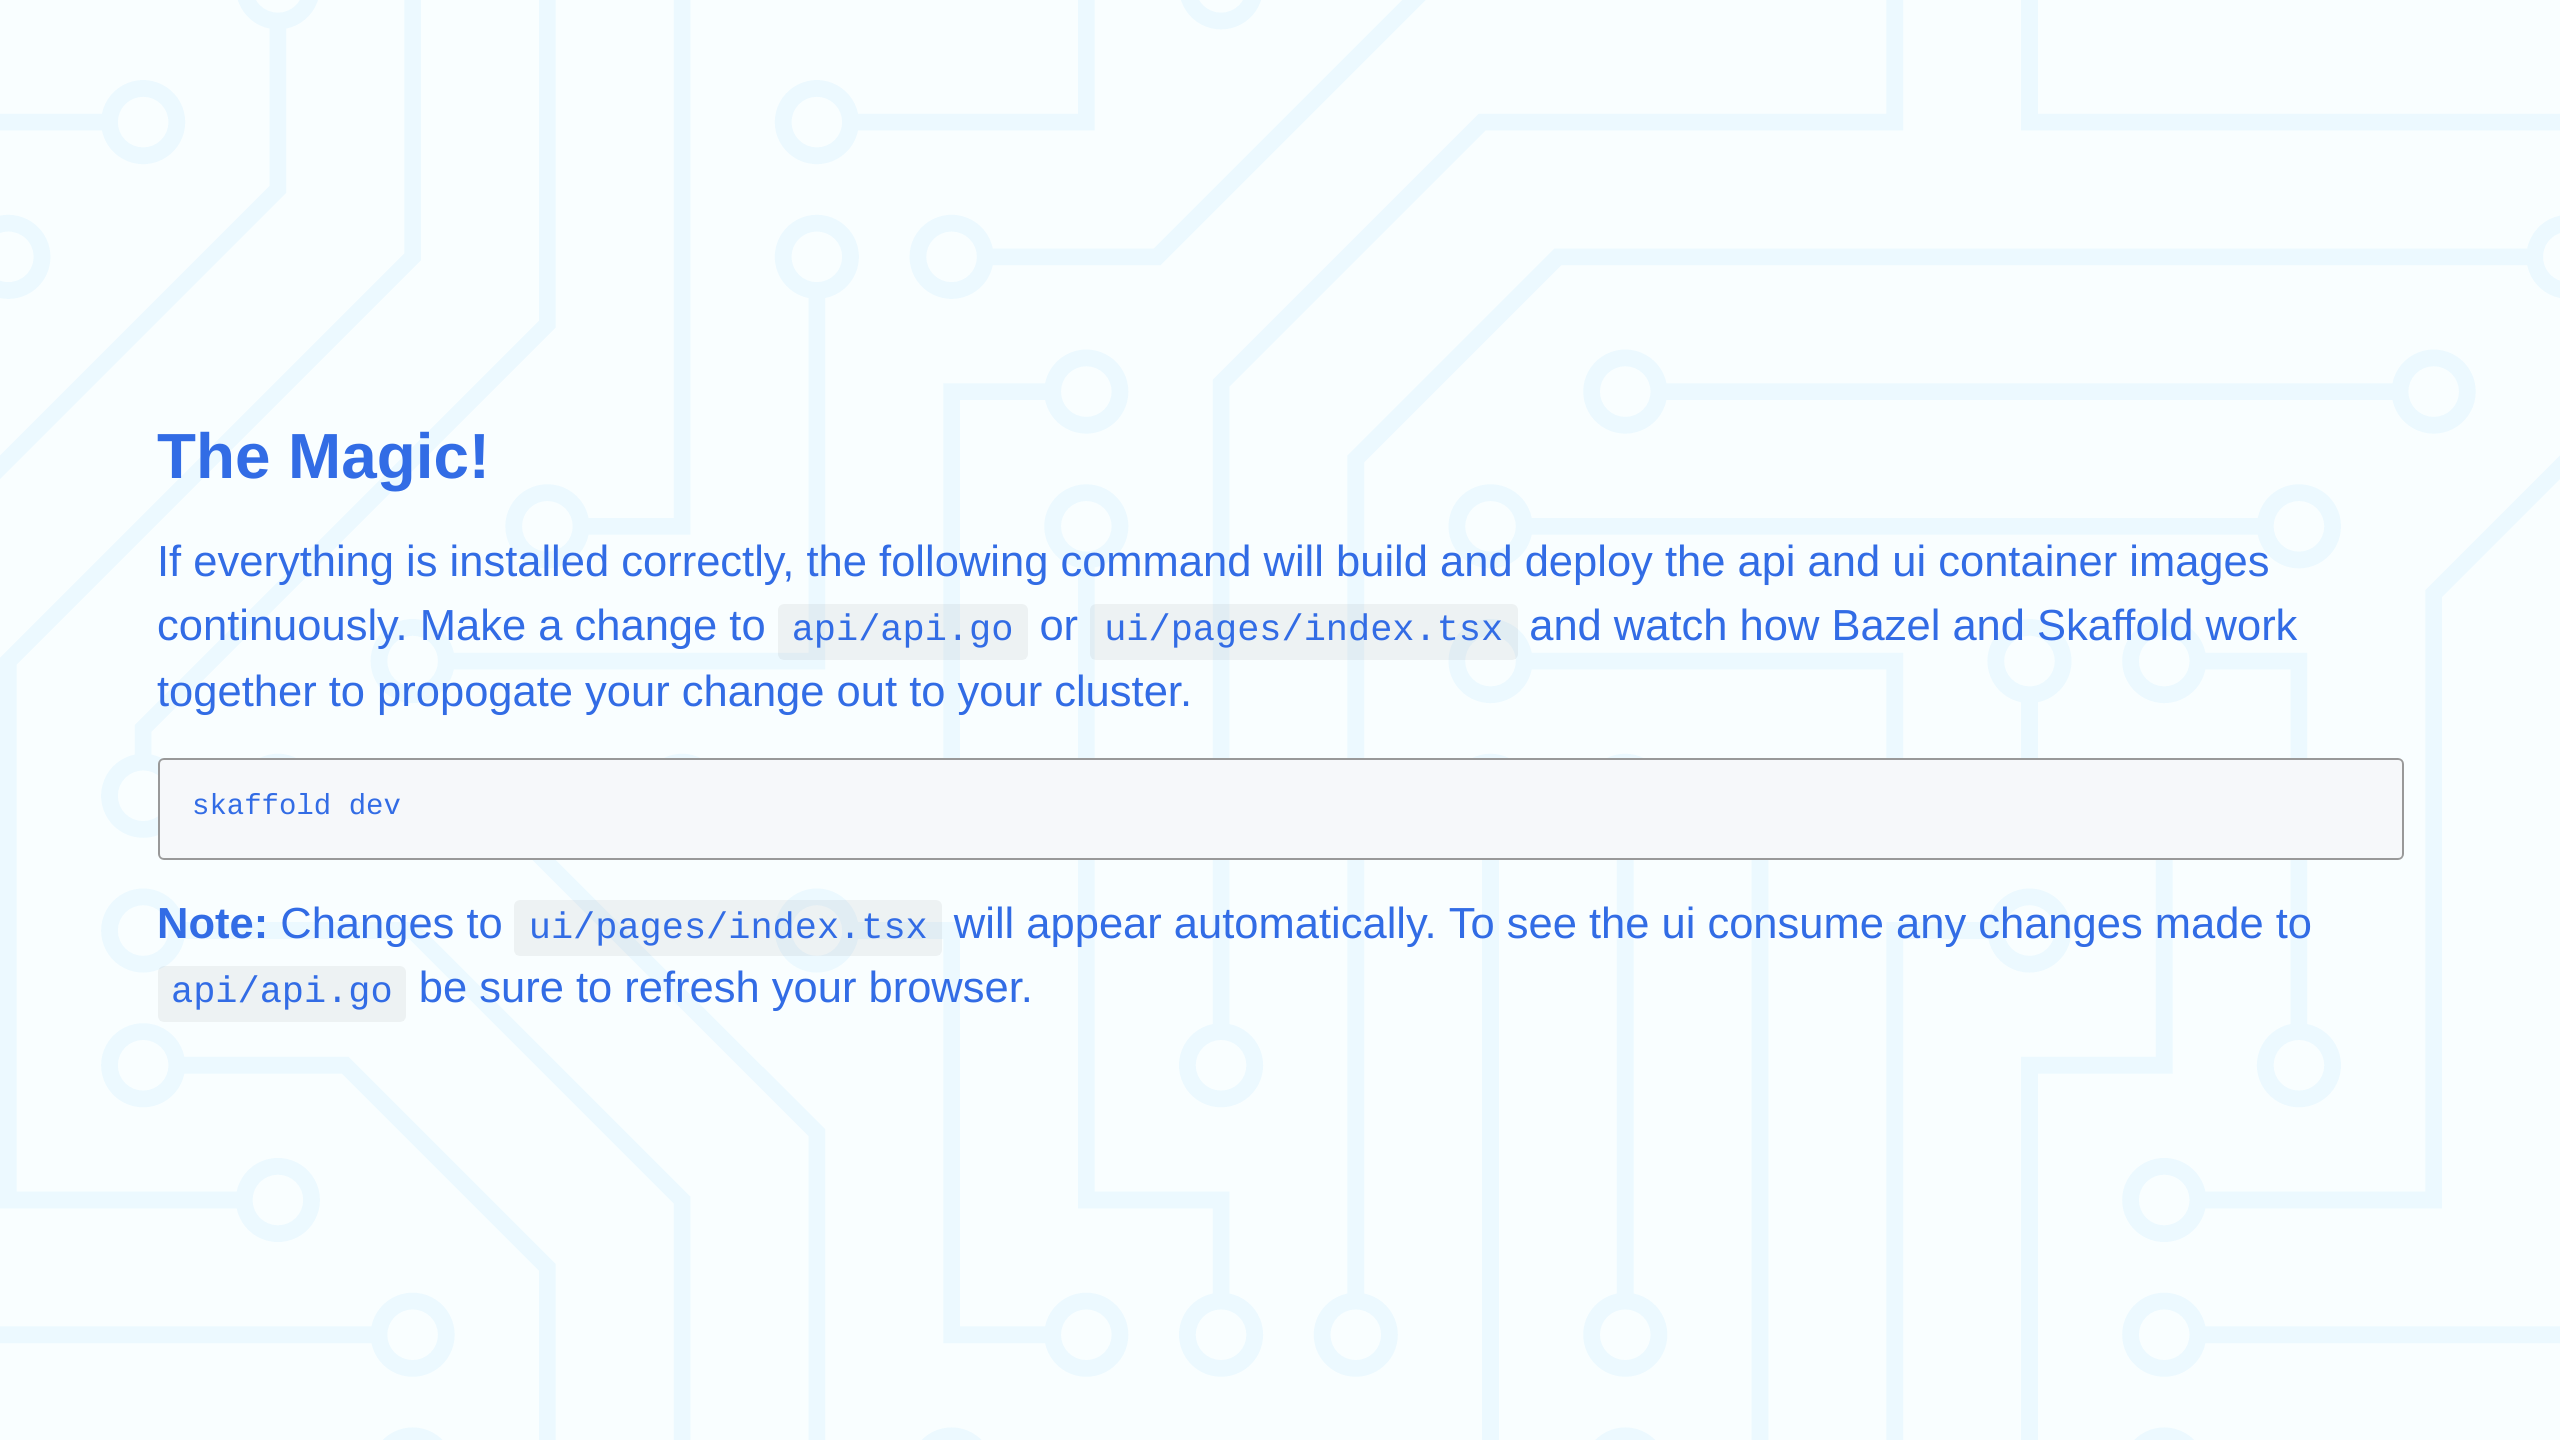 The Magic!
If everything is installed correctly, the following command will build and deploy the api and ui container images
continuously. Make a change to api/api.go or ui/pages/index.tsx and watch how Bazel and Skaffold work
together to propogate your change out to your cluster.
skaffold dev
Note: Changes to ui/pages/index.tsx will appear automatically. To see the ui consume any changes made to
api/api.go be sure to refresh your browser.